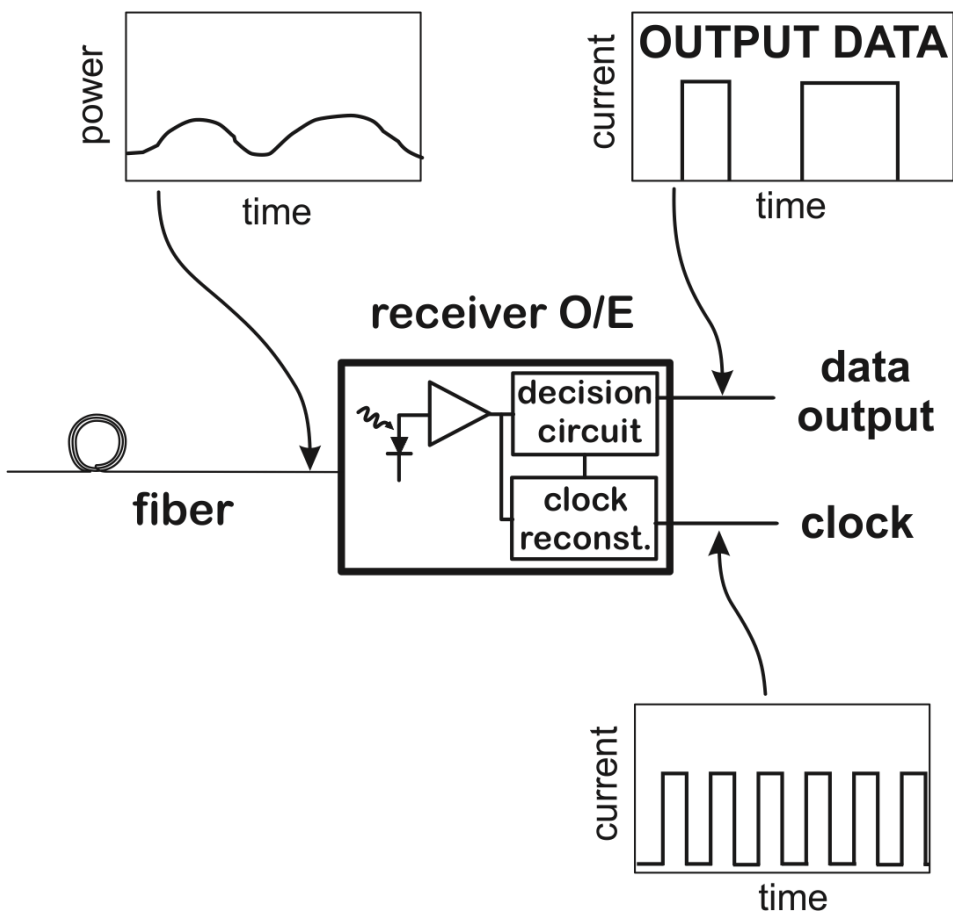 power
time
OUTPUT DATA
current
time
receiver O/E
decision
circuit
data
output
fiber
clock
reconst.
clock
current
time